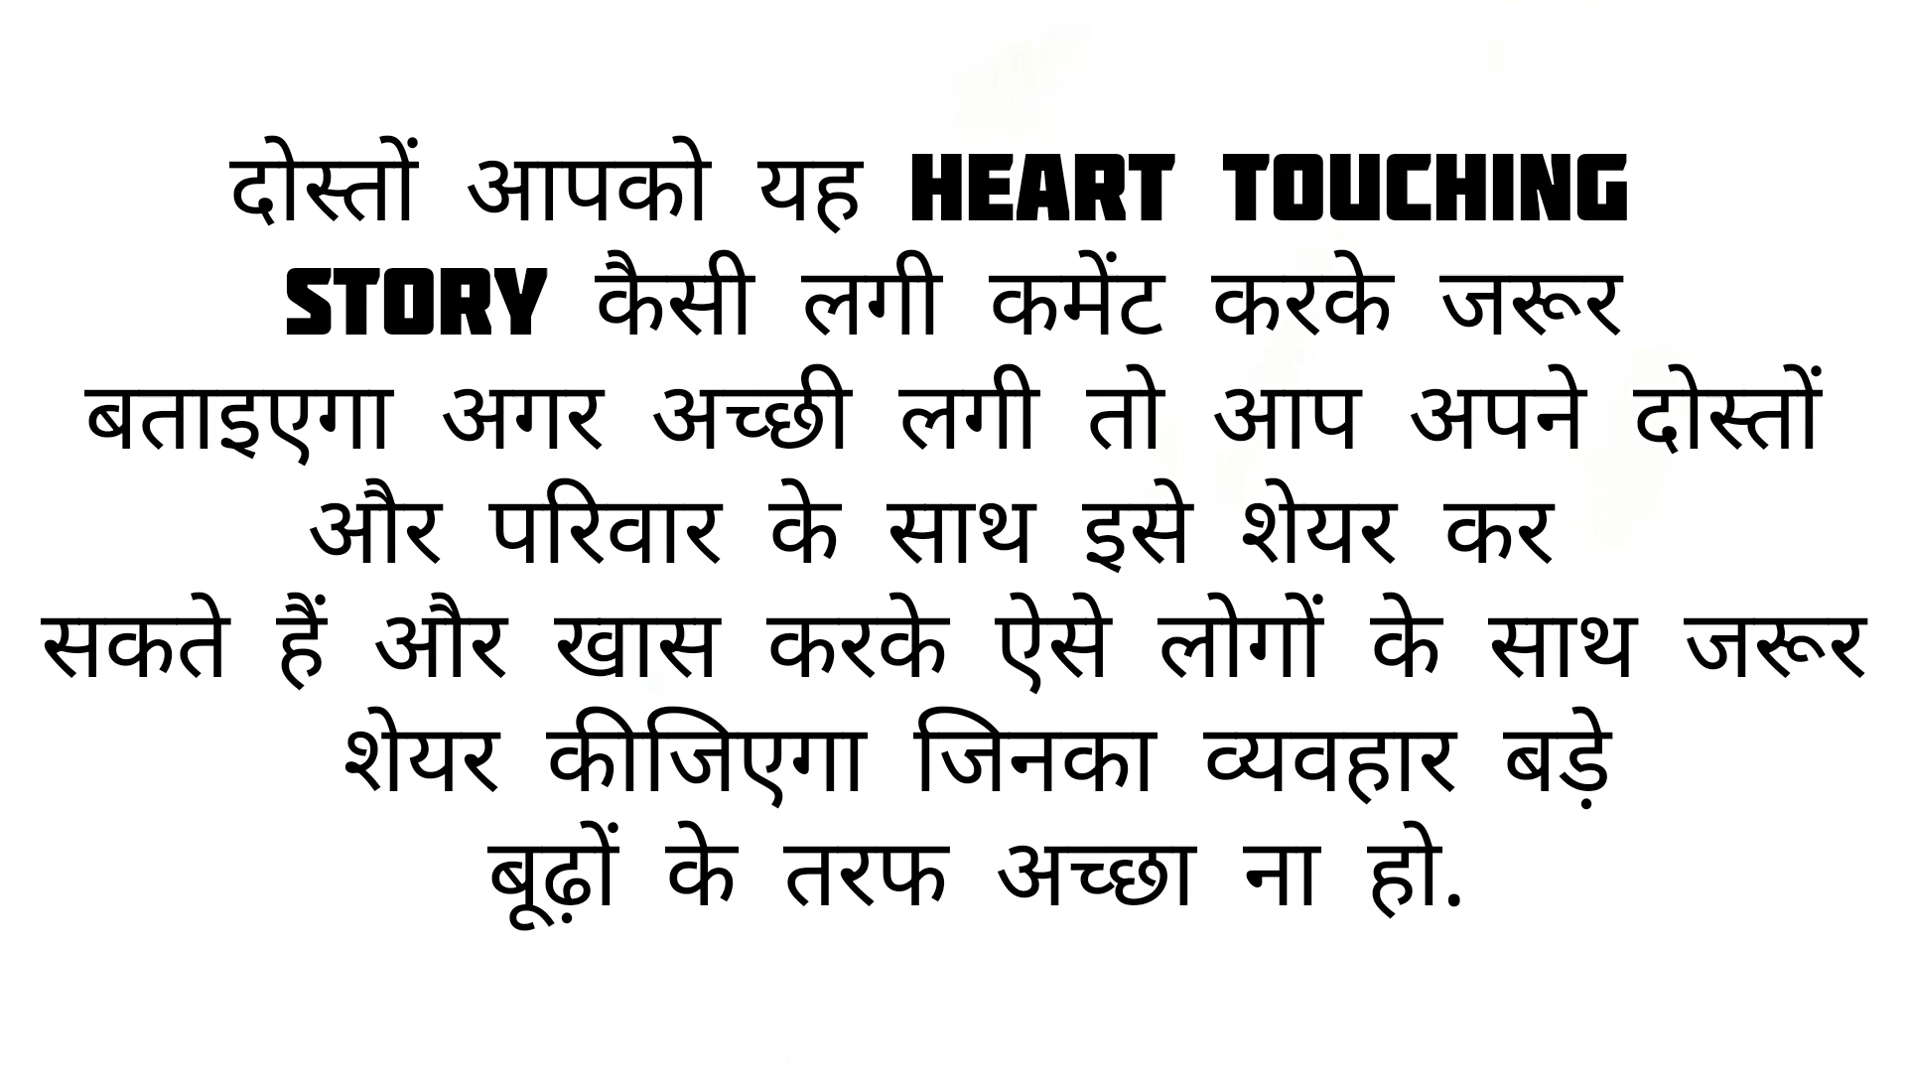 दोस्तों आपको यह HEART TOUCHING
STORY कैसी लगी कमेंट करके जरूर
बताइएगा अगर अच्छी लगी तो आप अपने दोस्तों
और परिवार के साथ इसे शेयर कर
सकते हैं और खास करके ऐसे लोगों के साथ जरूर
शेयर कीजिएगा जिनका व्यवहार बड़े
बूढ़ों के तरफ अच्छा ना हो.